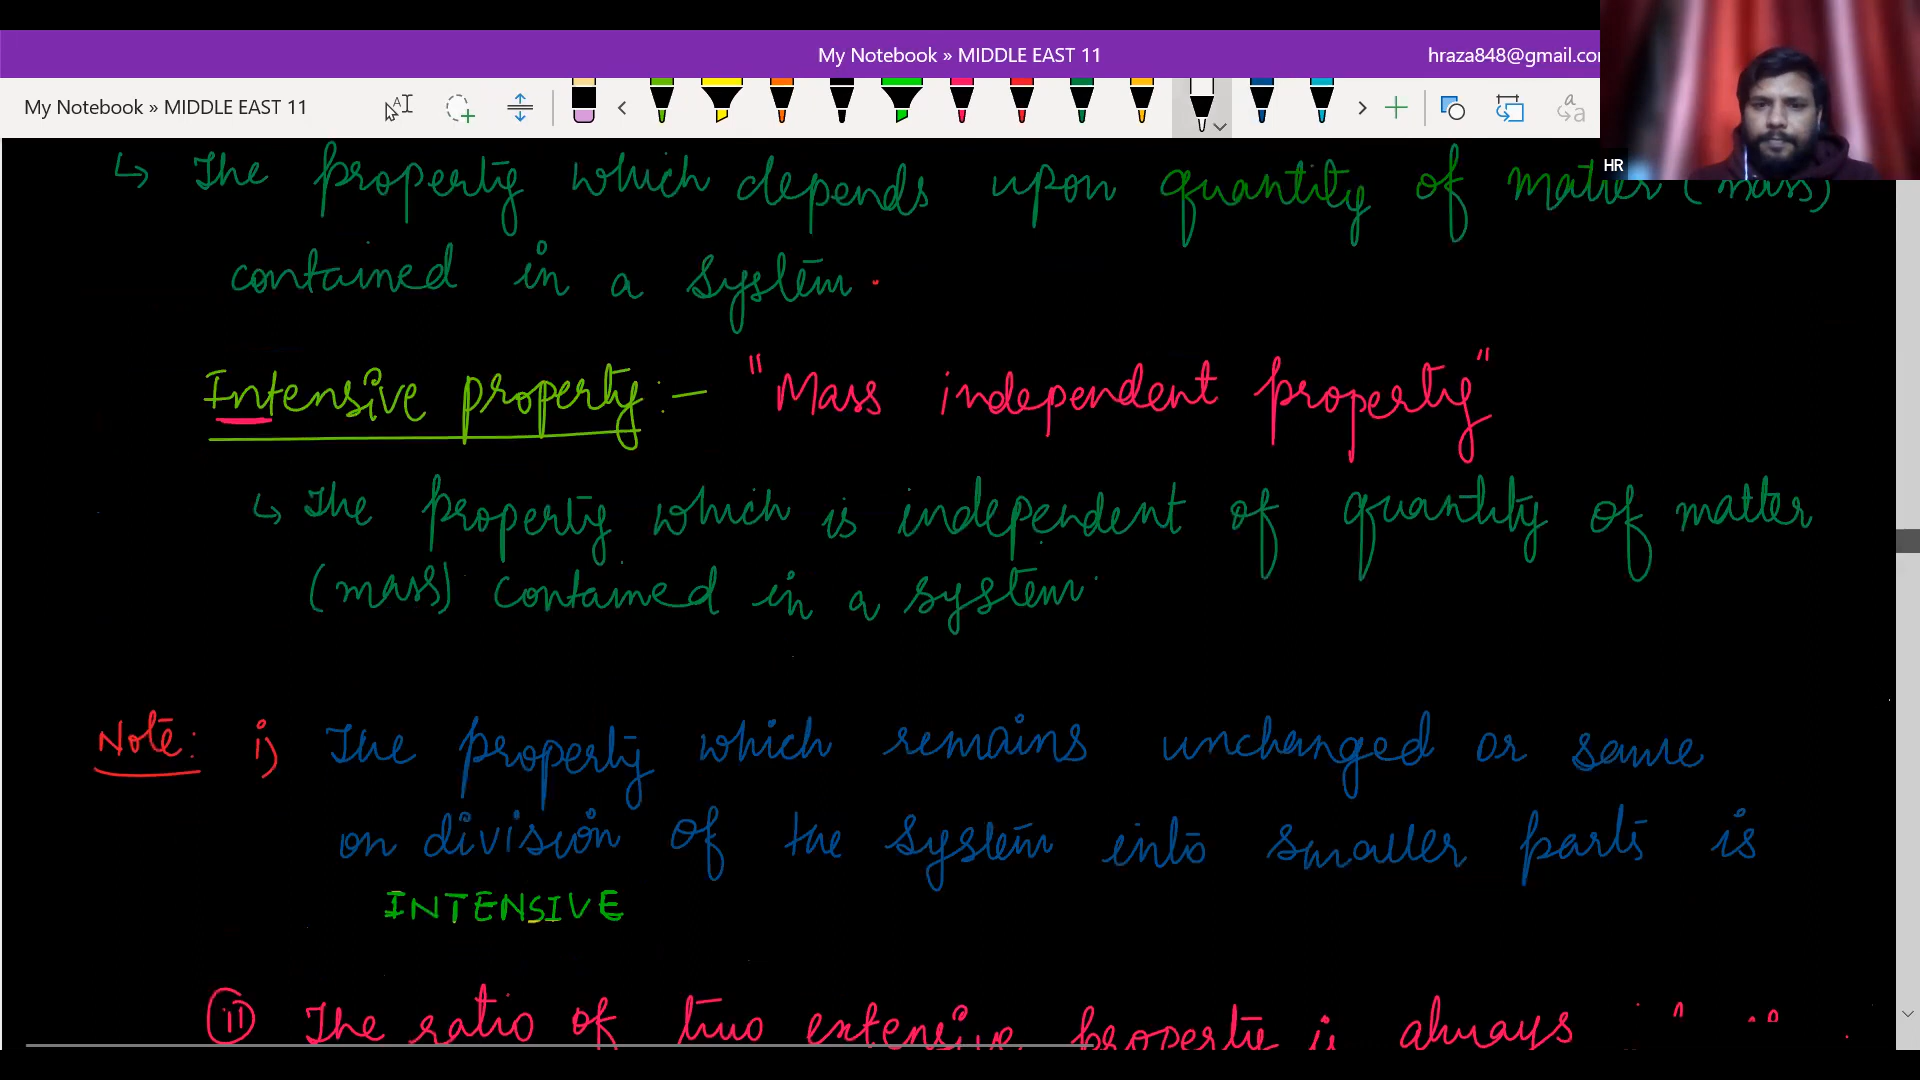 My Notebook » MIDDLE EAST 11
hraza848@gmail.co
My Notebook » MIDDLE EAST 11
HR
↳ The property which depends upon quantity of matter (mass)
contained in a system.
Intensive property :- "Mass independent property"
↳ The property which is independent of quantity of matter
(mass) contained in a system.
Note: i) The property which remains unchanged or same
on division of the system into smaller parts is
INTENSIVE
(ii) The ratio of two extensive property is always